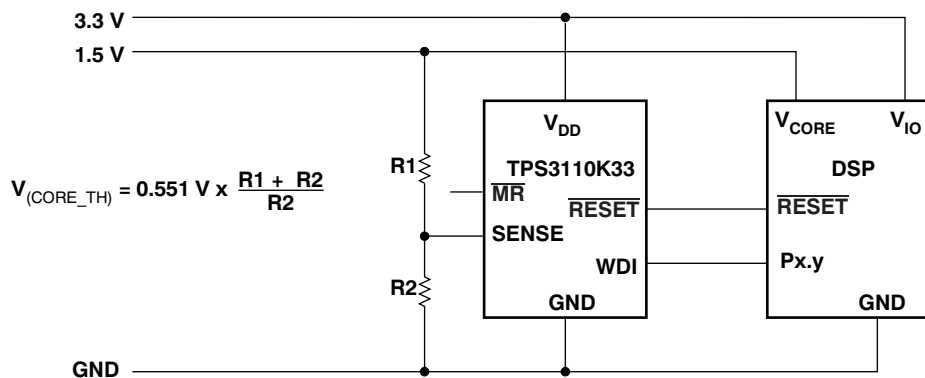 3.3 V
1.5 V
V(CORE_TH) = 0.551 V x R1 + R2 / R2
R1
R2
VDD
TPS3110K33
MR
RESET
SENSE
WDI
GND
VCORE VIO
DSP
RESET
Px.y
GND
GND